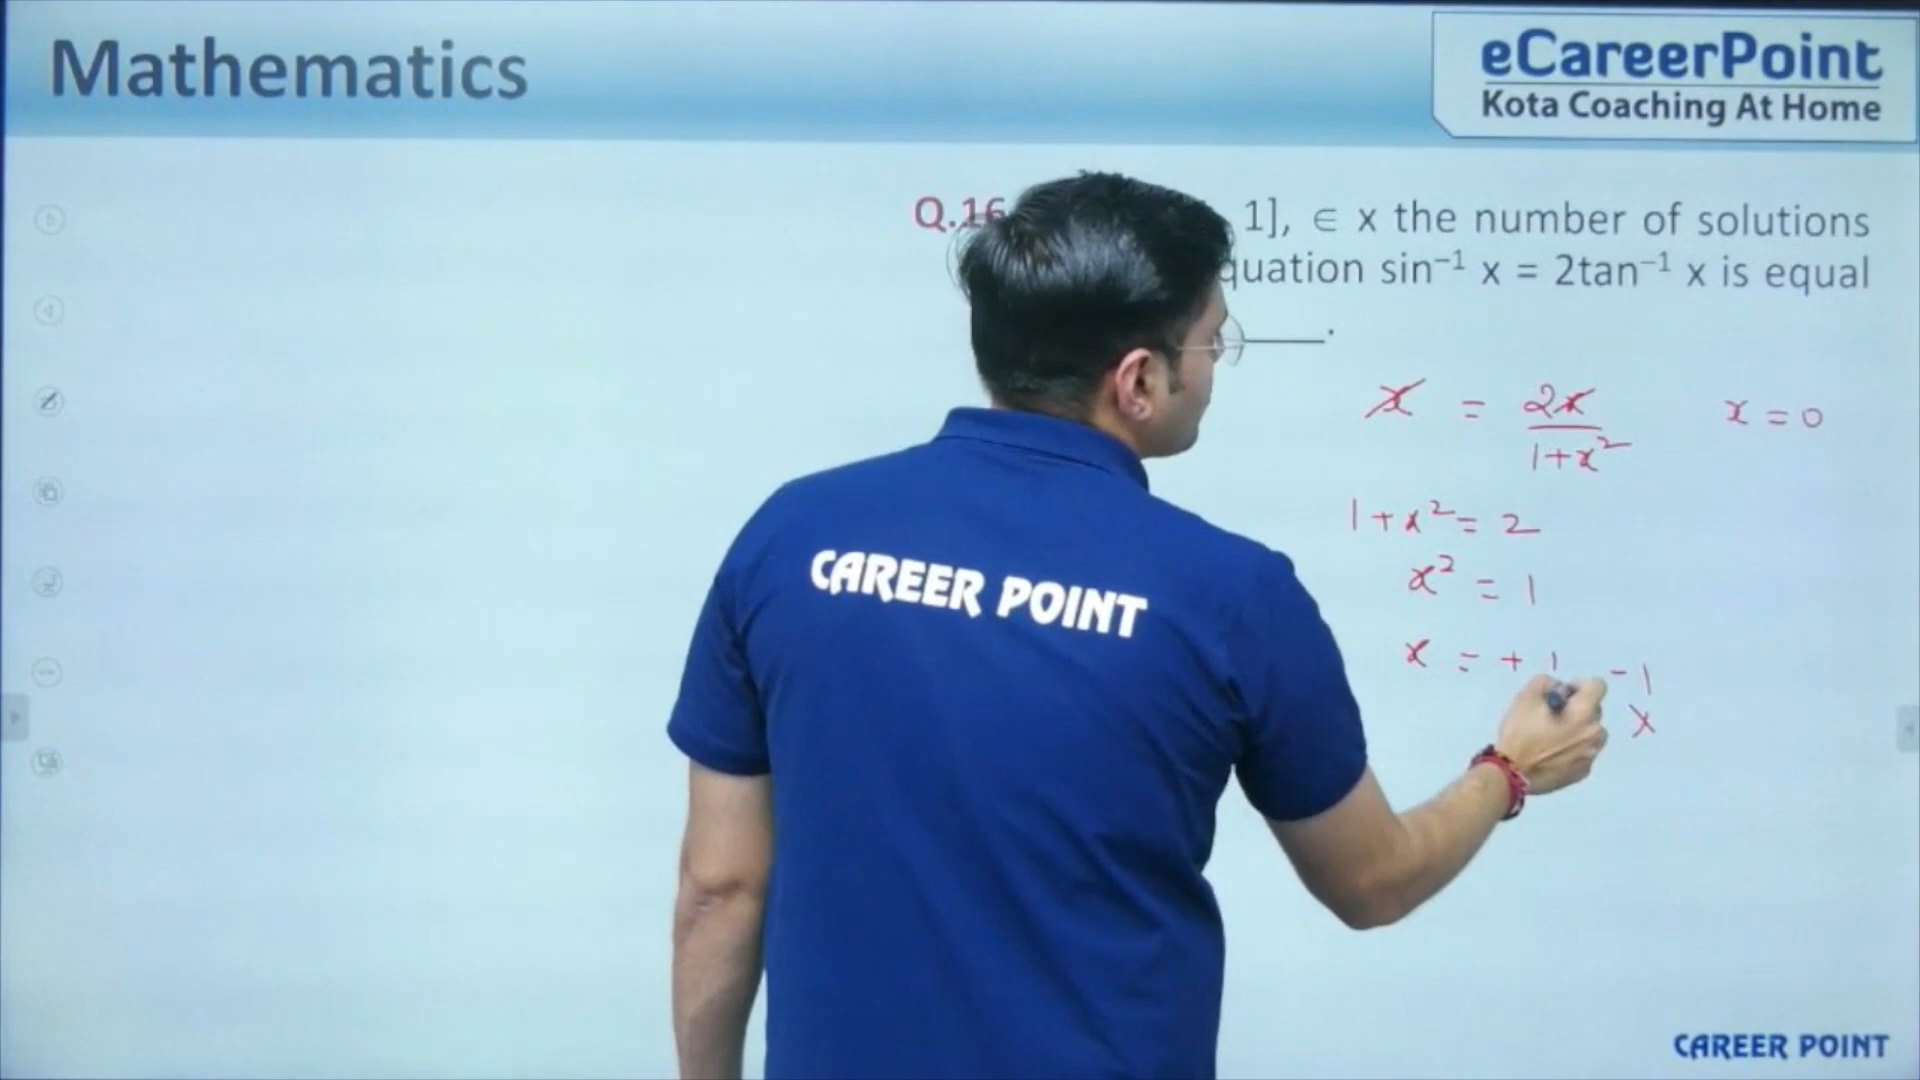 Mathematics
eCareerPoint
Kota Coaching At Home
Q.16 1], ∈ x the number of solutions
quation sin⁻¹ x = 2tan⁻¹ x is equal
.
x = 2x / 1+x² x = 0
1+x² = 2
x² = 1
x = + 1 -1
x
CAREER POINT
CAREER POINT